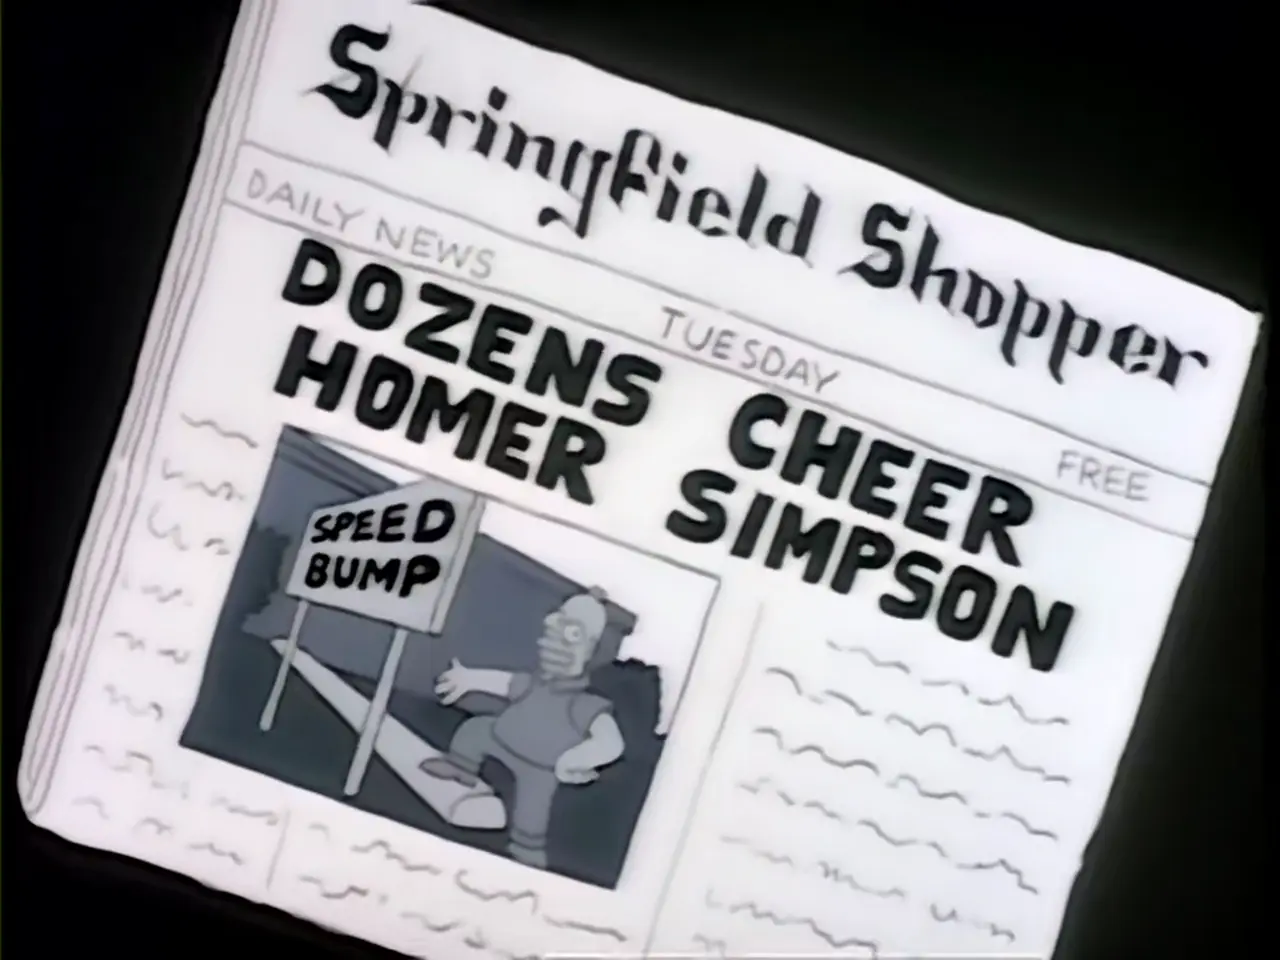 Springfield Shopper
DAILY NEWS TUESDAY FREE
DOZENS CHEER
HOMER SIMPSON
SPEED
BUMP